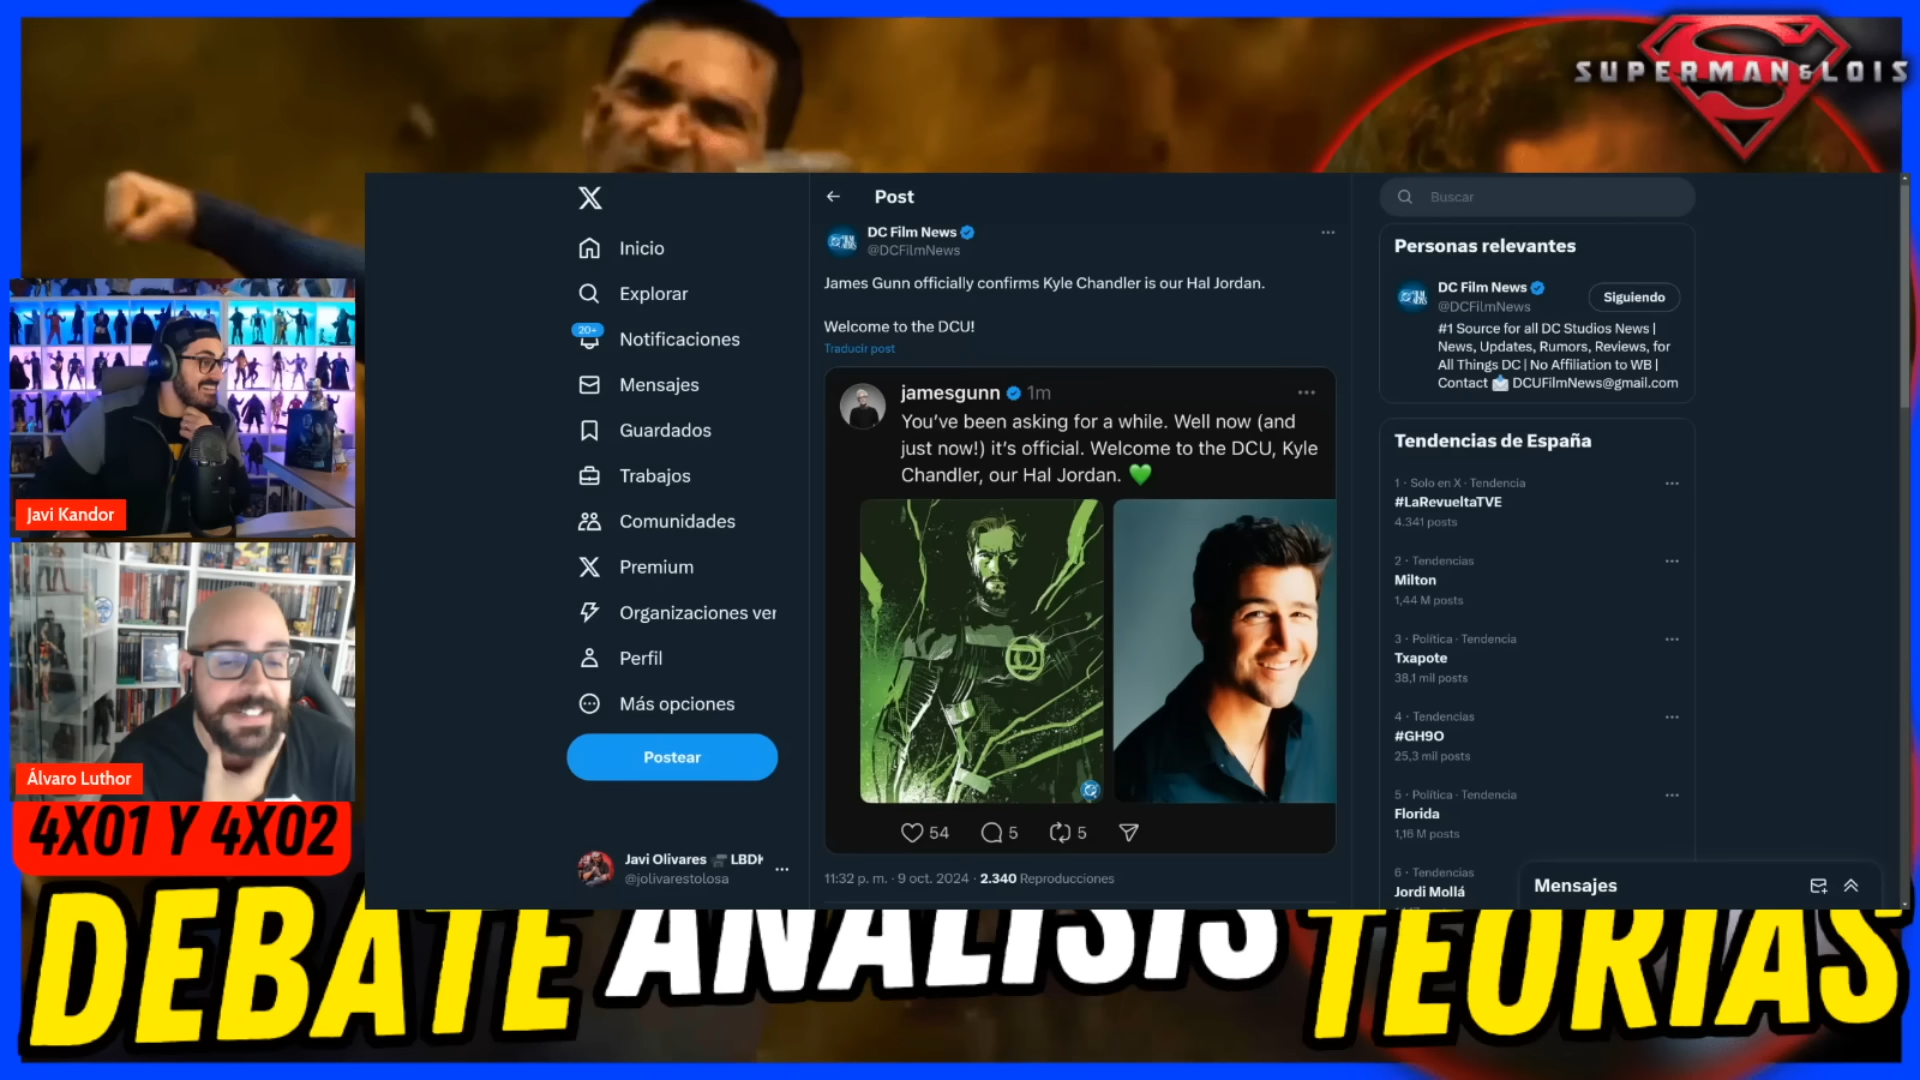 SUPERMAN & LOIS
Javi Kandor
Álvaro Luthor
4X01 Y 4X02
DEBATE ANÁLISIS TEORÍAS
Inicio
Explorar
20+
Notificaciones
Mensajes
Guardados
Trabajos
Comunidades
Premium
Organizaciones ver
Perfil
Más opciones
Postear
Javi Olivares LBDK
@jolivarestolosa
Post
DC Film News
@DCFilmNews
James Gunn officially confirms Kyle Chandler is our Hal Jordan.
Welcome to the DCU!
Traducir post
jamesgunn 1m
You've been asking for a while. Well now (and
just now!) it's official. Welcome to the DCU, Kyle
Chandler, our Hal Jordan. 💚
54 5 5
11:32 p. m. · 9 oct. 2024 · 2.340 Reproducciones
Buscar
Personas relevantes
DC Film News
@DCFilmNews
Siguiendo
#1 Source for all DC Studios News |
News, Updates, Rumors, Reviews, for
All Things DC | No Affiliation to WB |
Contact 📩 DCUFilmNews@gmail.com
Tendencias de España
1 · Solo en X · Tendencia
#LaRevueltaTVE
4.341 posts
2 · Tendencias
Milton
1,44 M posts
3 · Política · Tendencia
Txapote
38,1 mil posts
4 · Tendencias
#GH9O
25,3 mil posts
5 · Política · Tendencia
Florida
1,16 M posts
6 · Tendencias
Jordi Mollá
Mensajes